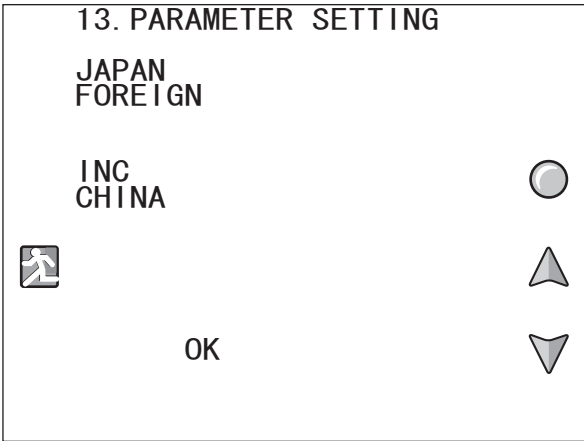 13. PARAMETER SETTING
JAPAN
FOREIGN
INC
CHINA
OK